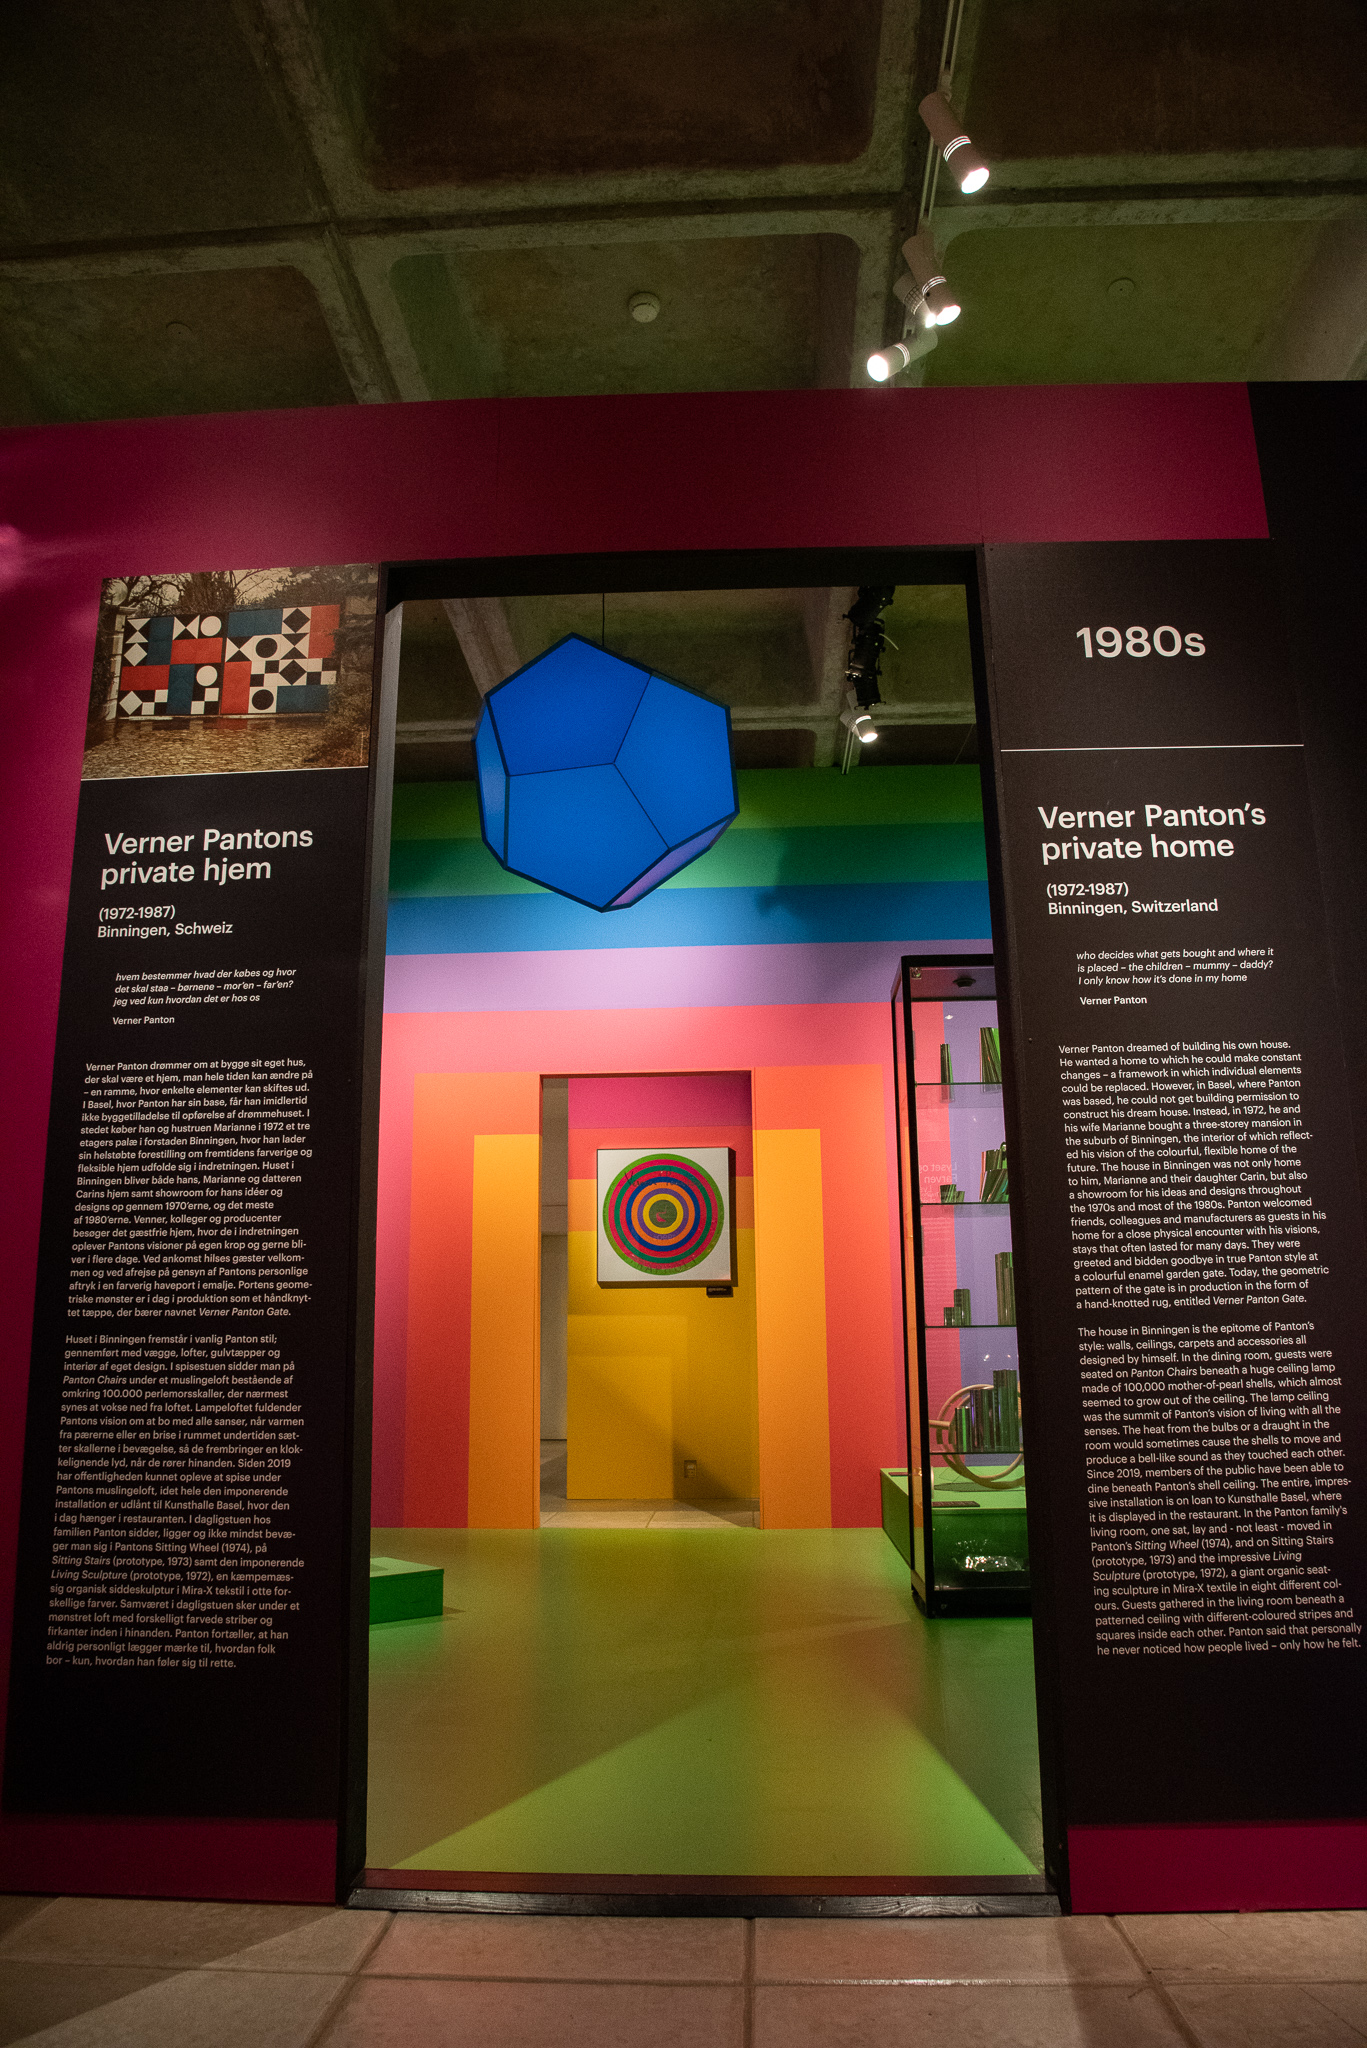 Verner Pantons
private hjem
(1972-1987)
Binningen, Schweiz
hvem bestemmer hvad der købes og hvor
det skal staa – børnene – mor'en – far'en?
jeg ved kun hvordan det er hos os
Verner Panton
Verner Panton drømmer om at bygge sit eget hus,
der skal være et hjem, man hele tiden kan ændre på
– en ramme, hvor enkelte elementer kan skiftes ud.
I Basel, hvor Panton har sin base, får han imidlertid
ikke byggetilladelse til opførelse af drømmehuset. I
stedet køber han og hustruen Marianne i 1972 et tre
etagers palæ i forstaden Binningen, hvor han lader
sin helstøbte forestilling om fremtidens farverige og
fleksible hjem udfolde sig i indretningen. Huset i
Binningen bliver både hans, Marianne og datteren
Carins hjem samt showroom for hans idéer og
designs op gennem 1970'erne, og det meste
af 1980'erne. Venner, kolleger og producenter
besøger det gæstfrie hjem, hvor de i indretningen
oplever Pantons visioner på egen krop og gerne bli-
ver i flere dage. Ved ankomst hilses gæster velkom-
men og ved afrejse på gensyn af Pantons personlige
aftryk i en farverig haveport i emalje. Portens geome-
triske mønster er i dag i produktion som et håndknyt-
tet tæppe, der bærer navnet Verner Panton Gate.
Huset i Binningen fremstår i vanlig Panton stil;
gennemført med vægge, lofter, gulvtæpper og
interiør af eget design. I spisestuen sidder man på
Panton Chairs under et muslingeloft bestående af
omkring 100.000 perlemorsskaller, der nærmest
synes at vokse ned fra loftet. Lampeloftet fuldender
Pantons vision om at bo med alle sanser, når varmen
fra pærerne eller en brise i rummet undertiden sæt-
ter skallerne i bevægelse, så de frembringer en klok-
kelignende lyd, når de rører hinanden. Siden 2019
har offentligheden kunnet opleve at spise under
Pantons muslingeloft, idet hele den imponerende
installation er udlånt til Kunsthalle Basel, hvor den
i dag hænger i restauranten. I dagligstuen hos
familien Panton sidder, ligger og ikke mindst bevæ-
ger man sig i Pantons Sitting Wheel (1974), på
Sitting Stairs (prototype, 1973) samt den imponerende
Living Sculpture (prototype, 1972), en kæmpemæs-
sig organisk siddeskulptur i Mira-X tekstil i otte for-
skellige farver. Samværet i dagligstuen sker under et
mønstret loft med forskelligt farvede striber og
firkanter inden i hinanden. Panton fortæller, at han
aldrig personligt lægger mærke til, hvordan folk
bor – kun, hvordan han føler sig til rette.
1980s
Verner Panton's
private home
(1972-1987)
Binningen, Switzerland
who decides what gets bought and where it
is placed – the children – mummy – daddy?
I only know how it's done in my home
Verner Panton
Verner Panton dreamed of building his own house.
He wanted a home to which he could make constant
changes – a framework in which individual elements
could be replaced. However, in Basel, where Panton
was based, he could not get building permission to
construct his dream house. Instead, in 1972, he and
his wife Marianne bought a three-storey mansion in
the suburb of Binningen, the interior of which reflect-
ed his vision of the colourful, flexible home of the
future. The house in Binningen was not only home
to him, Marianne and their daughter Carin, but also
a showroom for his ideas and designs throughout
the 1970s and most of the 1980s. Panton welcomed
friends, colleagues and manufacturers as guests in his
home for a close physical encounter with his visions,
stays that often lasted for many days. They were
greeted and bidden goodbye in true Panton style at
a colourful enamel garden gate. Today, the geometric
pattern of the gate is in production in the form of
a hand-knotted rug, entitled Verner Panton Gate.
The house in Binningen is the epitome of Panton's
style: walls, ceilings, carpets and accessories all
designed by himself. In the dining room, guests were
seated on Panton Chairs beneath a huge ceiling lamp
made of 100,000 mother-of-pearl shells, which almost
seemed to grow out of the ceiling. The lamp ceiling
was the summit of Panton's vision of living with all the
senses. The heat from the bulbs or a draught in the
room would sometimes cause the shells to move and
produce a bell-like sound as they touched each other.
Since 2019, members of the public have been able to
dine beneath Panton's shell ceiling. The entire, impres-
sive installation is on loan to Kunsthalle Basel, where
it is displayed in the restaurant. In the Panton family's
living room, one sat, lay and - not least - moved in
Panton's Sitting Wheel (1974), and on Sitting Stairs
(prototype, 1973) and the impressive Living
Sculpture (prototype, 1972), a giant organic seat-
ing sculpture in Mira-X textile in eight different col-
ours. Guests gathered in the living room beneath a
patterned ceiling with different-coloured stripes and
squares inside each other. Panton said that personally
he never noticed how people lived – only how he felt.